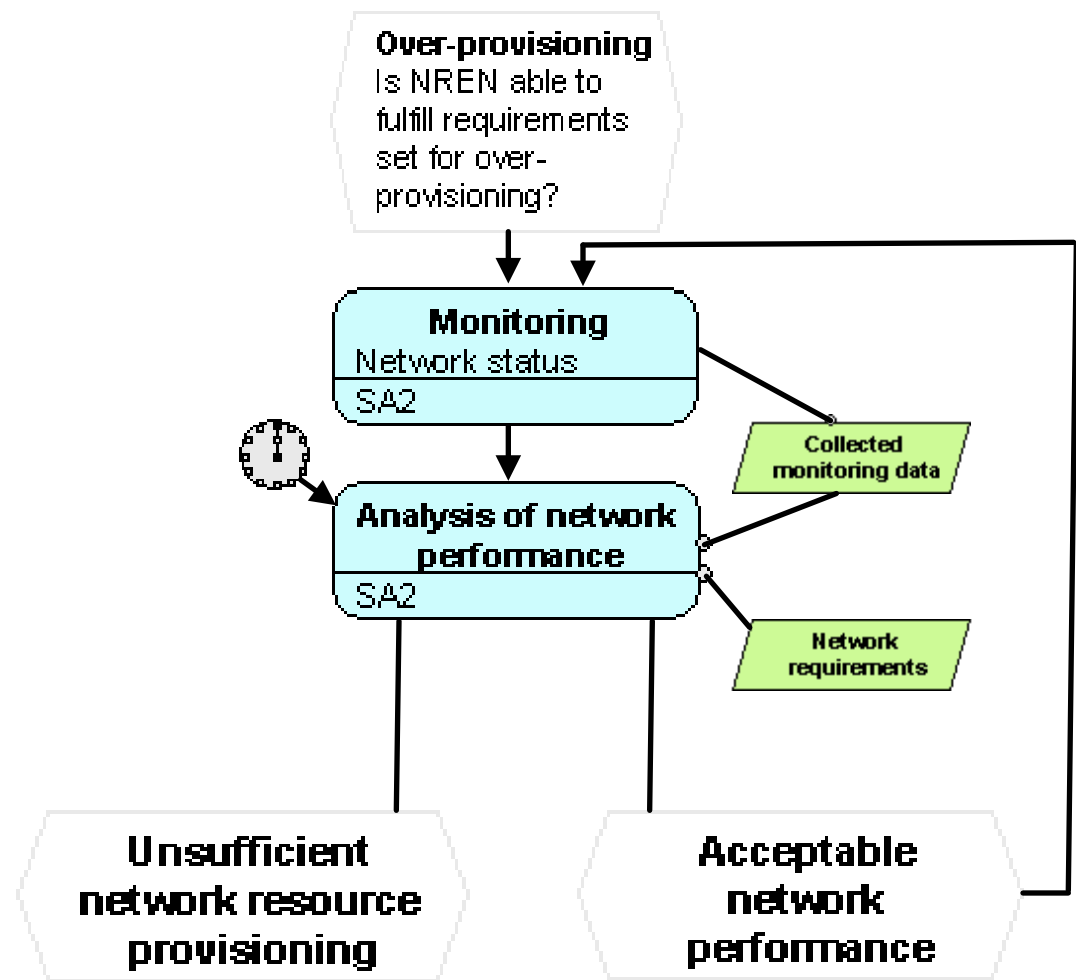 Over-provisioning
Is NREN able to
fulfill requirements
set for over-
provisioning?
Monitoring
Network status
SA2
Collected
monitoring data
Analysis of network
performance
SA2
Network
requirements
Unsufficient
network resource
provisioning
Acceptable
network
performance